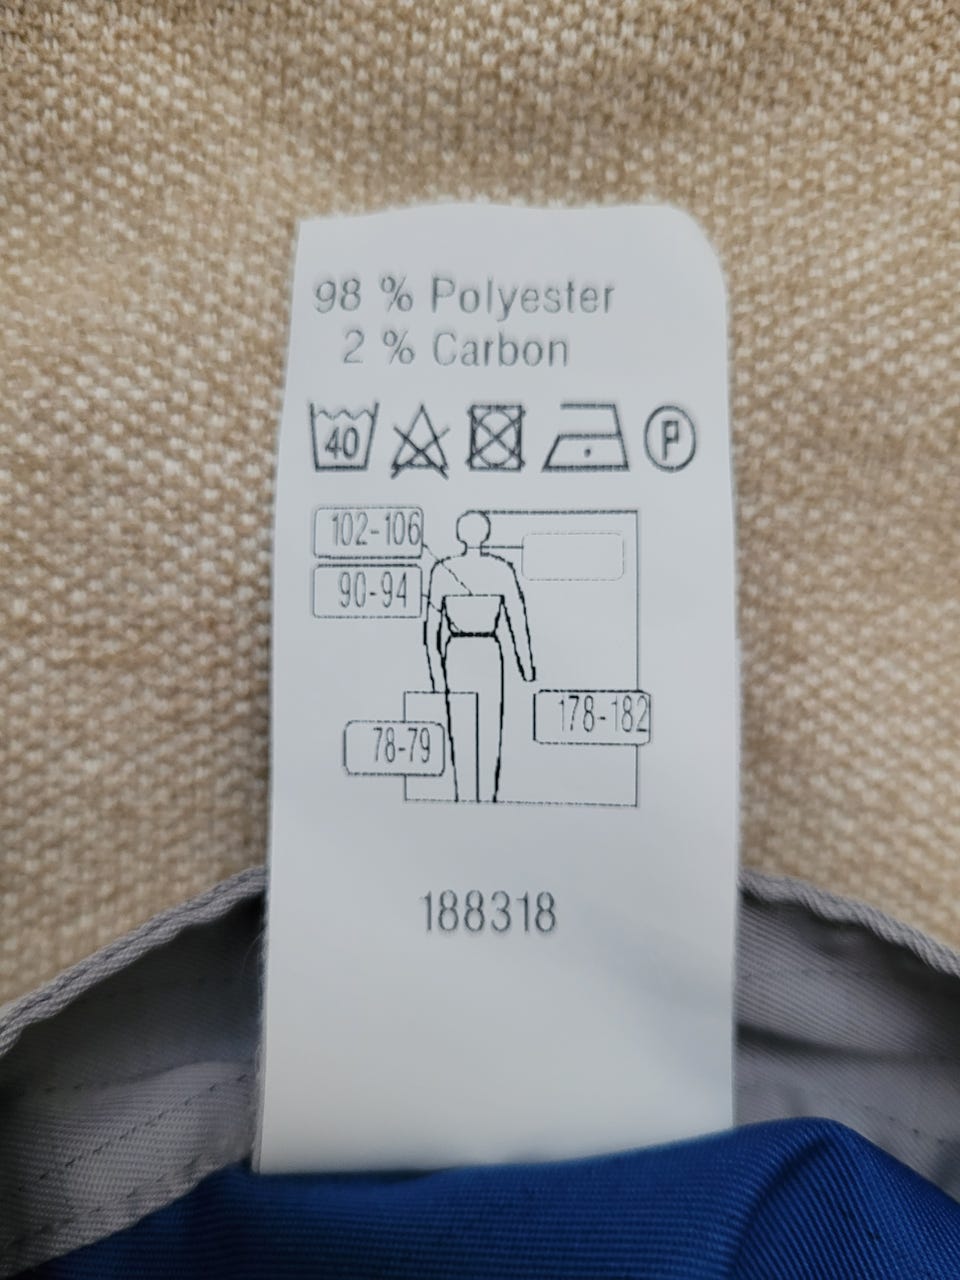 98 % Polyester
2 % Carbon
40
P
102-106
90-94
178-182
78-79
188318